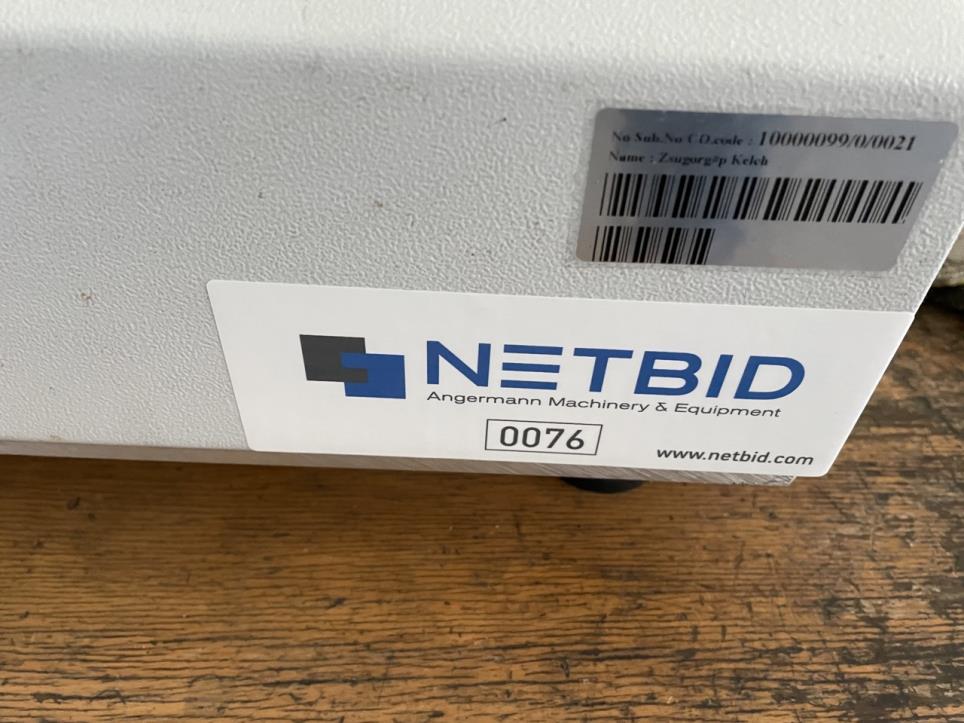 No Sub.No CO.code : 10000099/0/0021
Name : Zsugorg#p Kelch
NETBID
Angermann Machinery & Equipment
0076
www.netbid.com